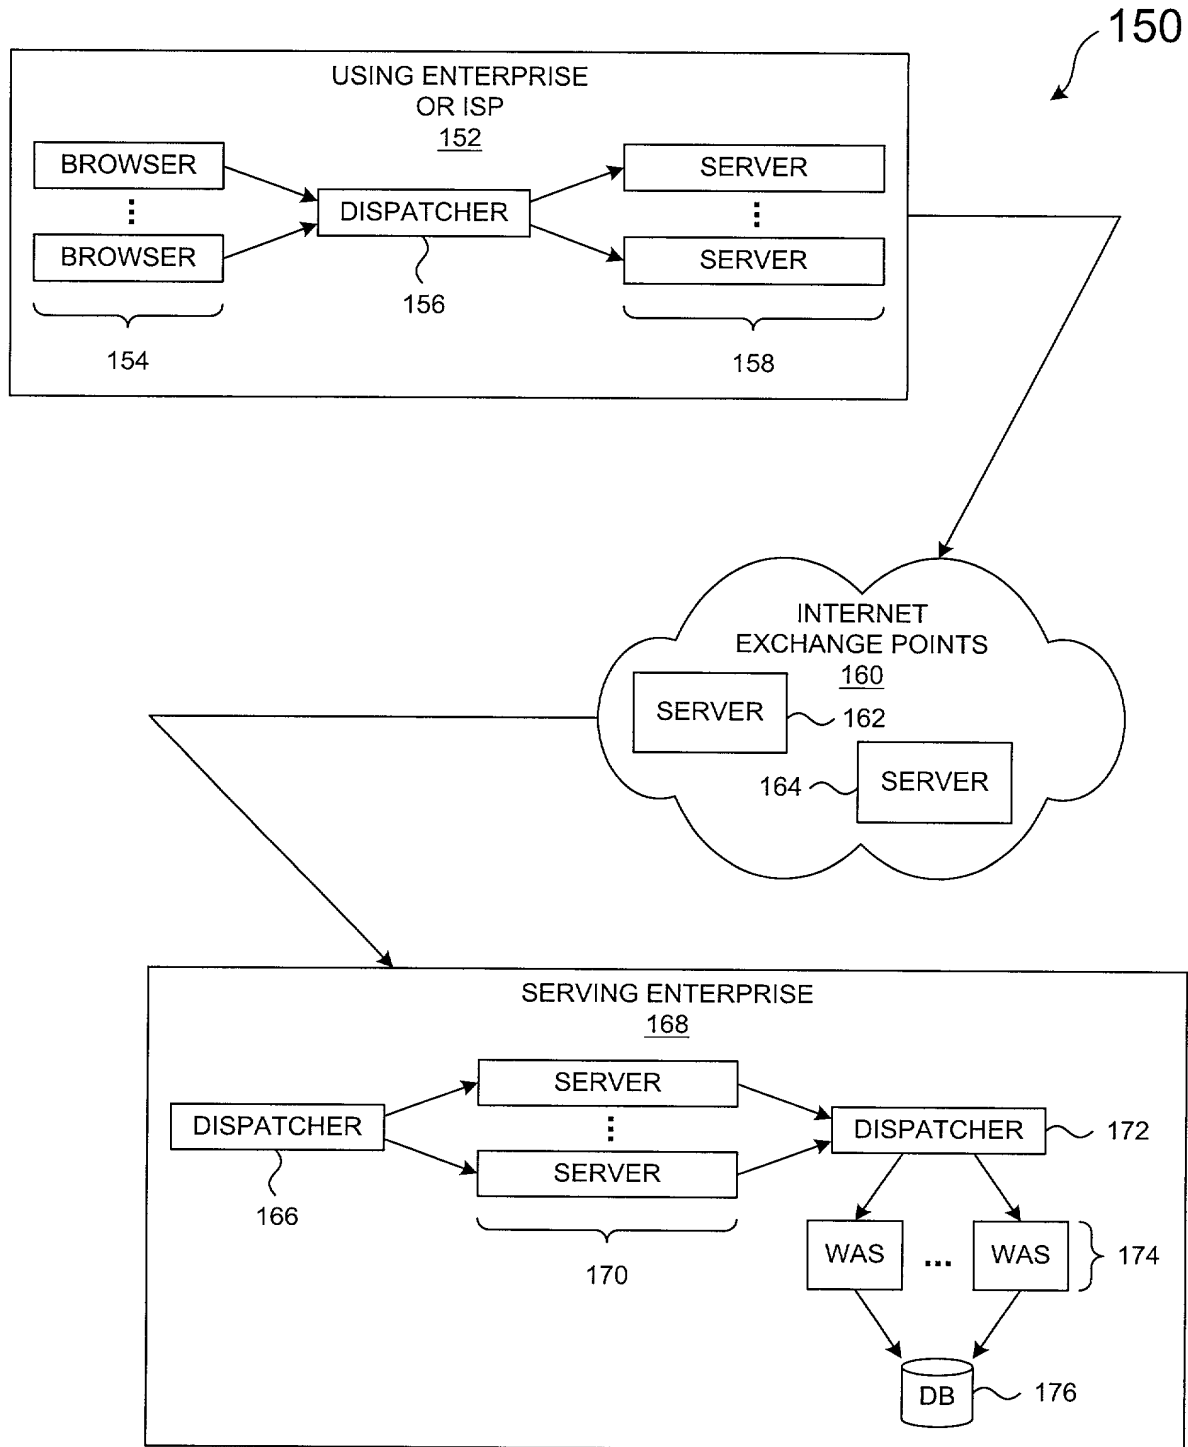 150
USING ENTERPRISE
OR ISP
152
BROWSER
SERVER
DISPATCHER
BROWSER
SERVER
156
154
158
INTERNET
EXCHANGE POINTS
160
SERVER
162
164
SERVER
SERVING ENTERPRISE
168
SERVER
DISPATCHER
DISPATCHER
172
SERVER
166
170
WAS
...
WAS
174
DB
176